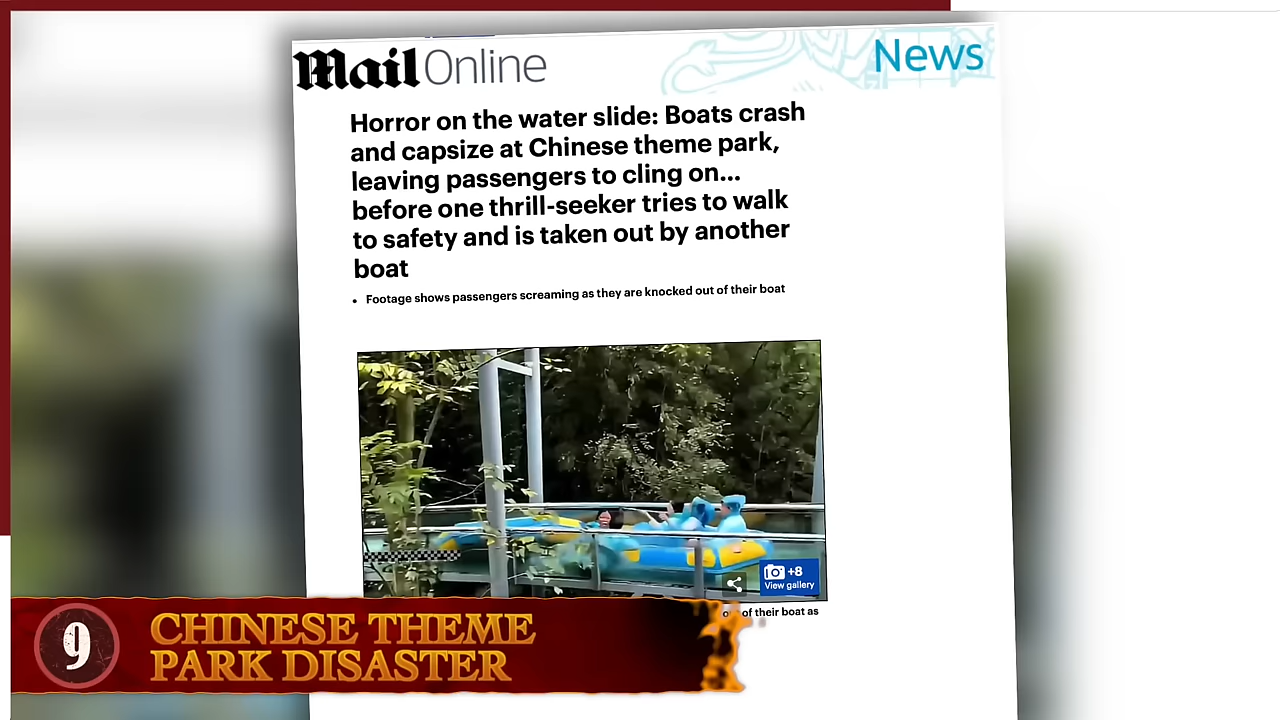 Mail Online
News
Horror on the water slide: Boats crash
and capsize at Chinese theme park,
leaving passengers to cling on...
before one thrill-seeker tries to walk
to safety and is taken out by another
boat
• Footage shows passengers screaming as they are knocked out of their boat
+8
View gallery
of their boat as
9
CHINESE THEME
PARK DISASTER